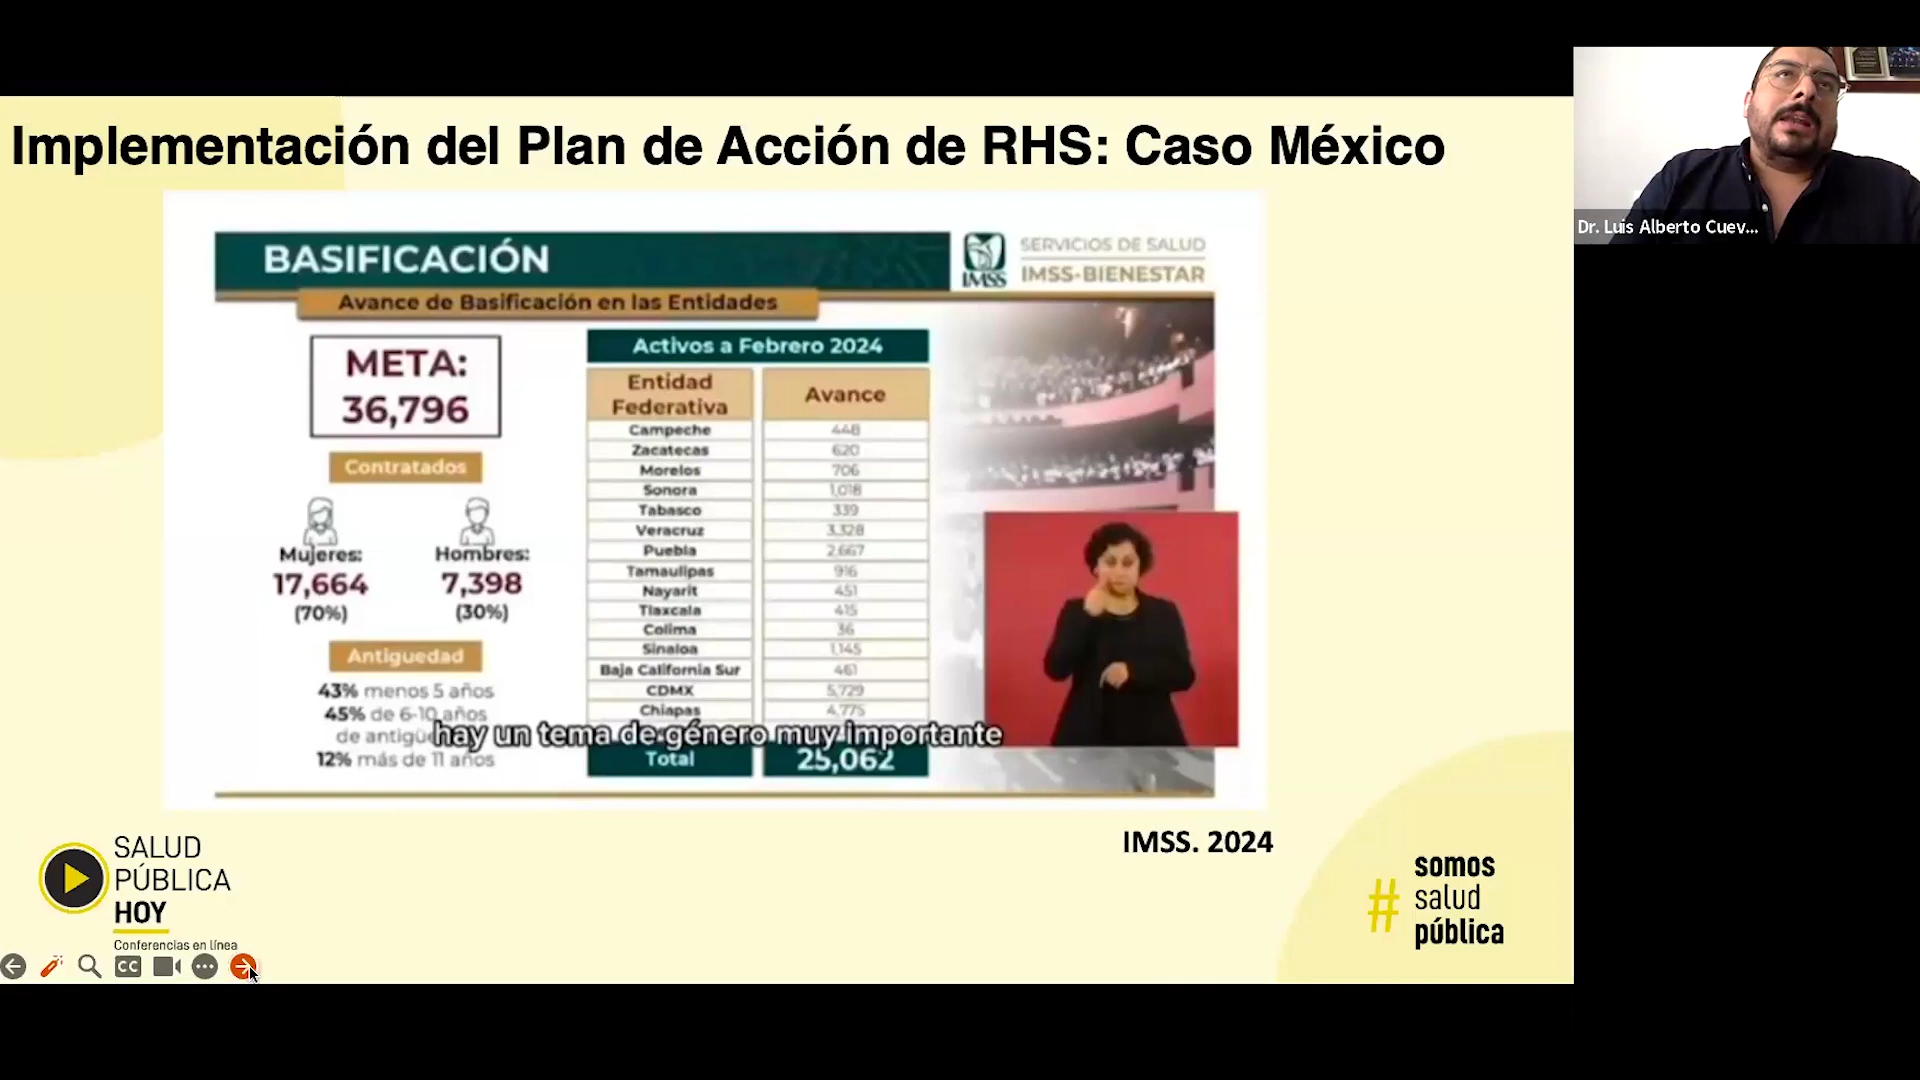 Implementación del Plan de Acción de RHS: Caso México
BASIFICACIÓN
IMSS
SERVICIOS DE SALUD
IMSS-BIENESTAR
Avance de Basificación en las Entidades
META:
36,796
Contratados
Mujeres:
17,664
(70%)
Hombres:
7,398
(30%)
Antiguedad
43% menos 5 años
45% de 6-10 años
de
12% más de 11 años
Activos a Febrero 2024
Entidad Federativa Avance
Campeche 448
Zacatecas 620
Morelos 706
Sonora 1,018
Tabasco 339
Veracruz 3,328
Puebla 2,667
Tamaulipas 916
Nayarit 451
Tlaxcala 415
Colima 36
Sinaloa 1,145
Baja California Sur 461
CDMX 5,729
Chiapas 4,775
Total 25,062
hay un tema de género muy importante
IMSS. 2024
SALUD
PÚBLICA
HOY
Conferencias en línea
CC
#
somos
salud
pública
Dr. Luis Alberto Cuev...